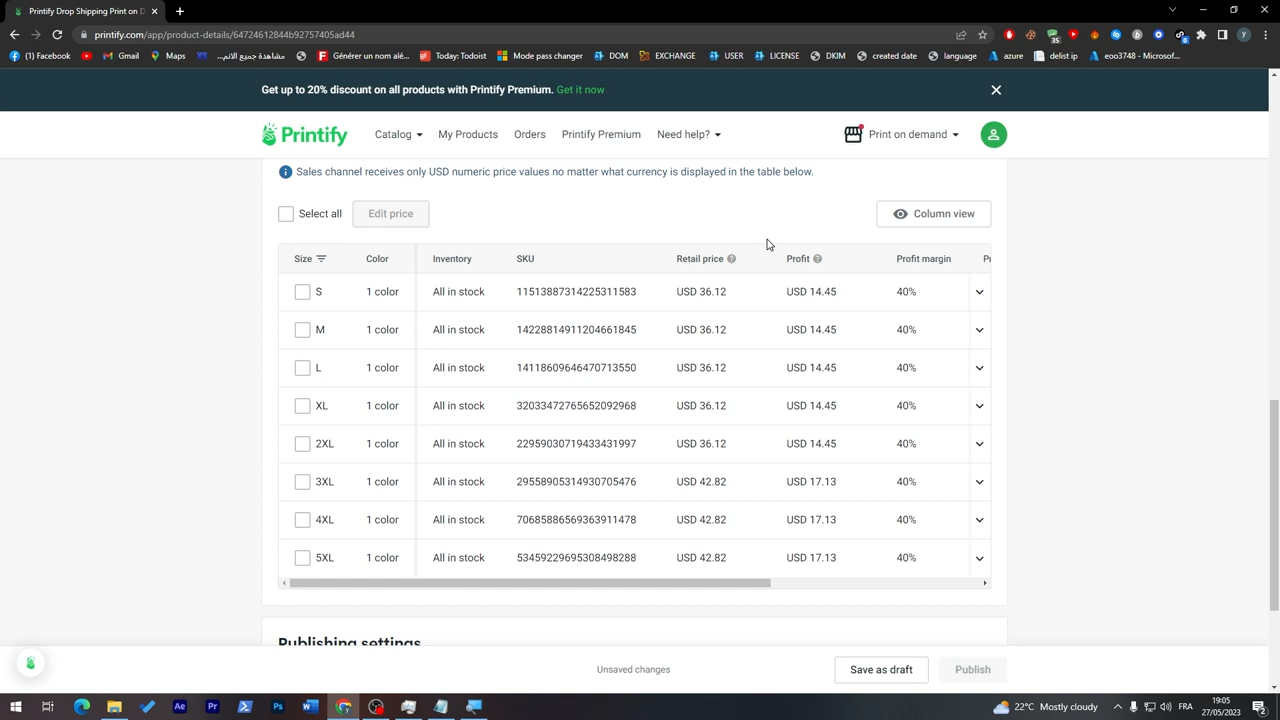 Printify Drop Shipping Print on D
printify.com/app/product-details/64724612844b92757405ad44
(1) Facebook
Gmail
Maps
Générer un nom alé...
Todist: Todoist
Mode pass changer
DOM
EXCHANGE
USER
LICENSE
DKIM
created date
language
azure
delist ip
eoo3748 - Microsof...
Get up to 20% discount on all products with Printify Premium. Get it now
Printify
Catalog
My Products
Orders
Printify Premium
Need help?
Print on demand
Sales channel receives only USD numeric price values no matter what currency is displayed in the table below.
Select all
Edit price
Column view
Size Color Inventory SKU Retail price Profit Profit margin Pr
S 1 color All in stock 11513887314225311583 USD 36.12 USD 14.45 40%
M 1 color All in stock 14228814911204661845 USD 36.12 USD 14.45 40%
L 1 color All in stock 14118609646470713550 USD 36.12 USD 14.45 40%
XL 1 color All in stock 32033472765652092968 USD 36.12 USD 14.45 40%
2XL 1 color All in stock 22959030719433431997 USD 36.12 USD 14.45 40%
3XL 1 color All in stock 29558905314930705476 USD 42.82 USD 17.13 40%
4XL 1 color All in stock 70685886569363911478 USD 42.82 USD 17.13 40%
5XL 1 color All in stock 53459229695308498288 USD 42.82 USD 17.13 40%
Publishing settings
Unsaved changes
Save as draft
Publish
22°C Mostly cloudy
FR
19:05
27/05/2023